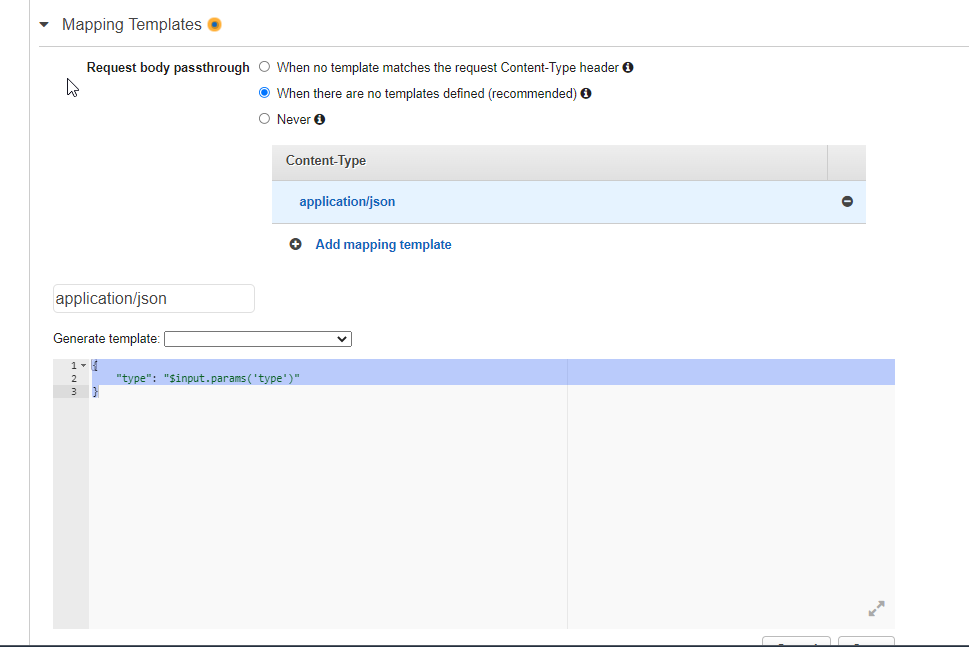 Mapping Templates
Request body passthrough
When no template matches the request Content-Type header
When there are no templates defined (recommended)
Never
Content-Type
application/json
Add mapping template
application/json
Generate template:
1 {
2 "type": "$input.params('type')"
3 }